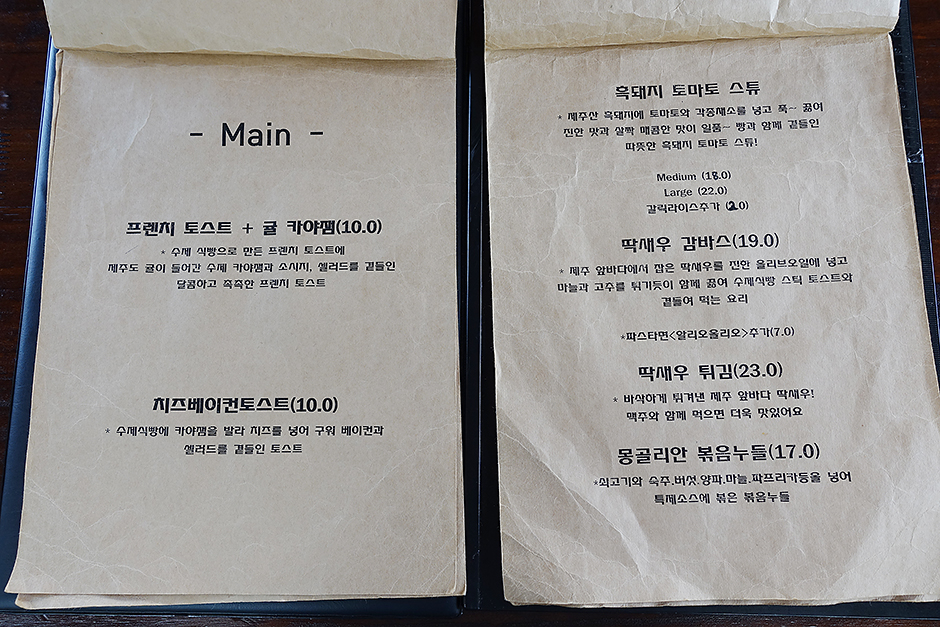 - Main -
프렌치 토스트 + 귤 카야잼(10.0)
* 수제 식빵으로 만든 프렌치 토스트에
제주도 귤이 들어간 수제 카야잼과 소시지, 샐러드를 곁들인
달콤하고 촉촉한 프렌치 토스트
치즈베이컨토스트(10.0)
* 수제식빵에 카야잼을 발라 치즈를 넣어 구워 베이컨과
샐러드를 곁들인 토스트
흑돼지 토마토 스튜
* 제주산 흑돼지에 토마토와 각종채소를 넣고 푹~ 끓여
진한 맛과 살짝 매콤한 맛이 일품~ 빵과 함께 곁들인
따뜻한 흑돼지 토마토 스튜!
Medium (18.0)
Large (22.0)
갈릭라이스추가 (2.0)
딱새우 감바스(19.0)
* 제주 앞바다에서 잡은 딱새우를 진한 올리브오일에 넣고
마늘과 고추를 튀기듯이 함께 끓여 수제식빵 스틱 토스트와
곁들여 먹는 요리
*파스타면<알리오올리오>추가(7.0)
딱새우 튀김(23.0)
* 바삭하게 튀겨낸 제주 앞바다 딱새우!
맥주와 함께 먹으면 더욱 맛있어요
몽골리안 볶음누들(17.0)
*쇠고기와 숙주,버섯,양파,마늘,파프리카등을 넣어
특제소스에 볶은 볶음누들